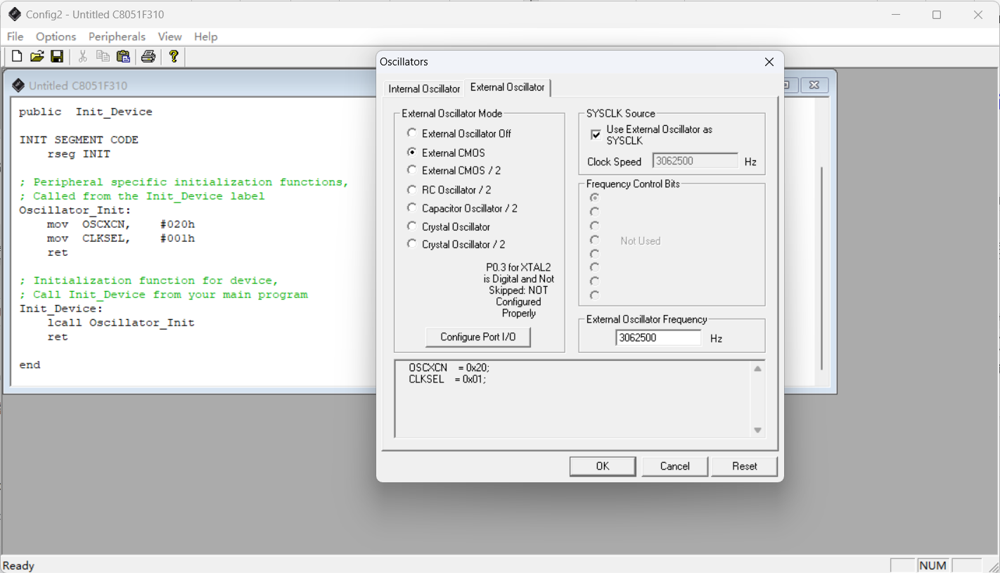 Config2 - Untitled C8051F310
File Options Peripherals View Help
Untitled C8051F310
public  Init_Device
INIT SEGMENT CODE
    rseg INIT
; Peripheral specific initialization functions,
; Called from the Init_Device label
Oscillator_Init:
    mov  OSCXCN,    #020h
    mov  CLKSEL,    #001h
    ret
; Initialization function for device,
; Call Init_Device from your main program
Init_Device:
    lcall Oscillator_Init
    ret
end
Oscillators
Internal Oscillator External Oscillator
External Oscillator Mode
External Oscillator Off
External CMOS
External CMOS / 2
RC Oscillator / 2
Capacitor Oscillator / 2
Crystal Oscillator
Crystal Oscillator / 2
P0.3 for XTAL2
is Digital and Not
Skipped: NOT
Configured
Properly
Configure Port I/O
SYSCLK Source
Use External Oscillator as
SYSCLK
Clock Speed 3062500 Hz
Frequency Control Bits
Not Used
External Oscillator Frequency
3062500 Hz
OSCXCN = 0x20;
CLKSEL = 0x01;
OK Cancel Reset
Ready NUM